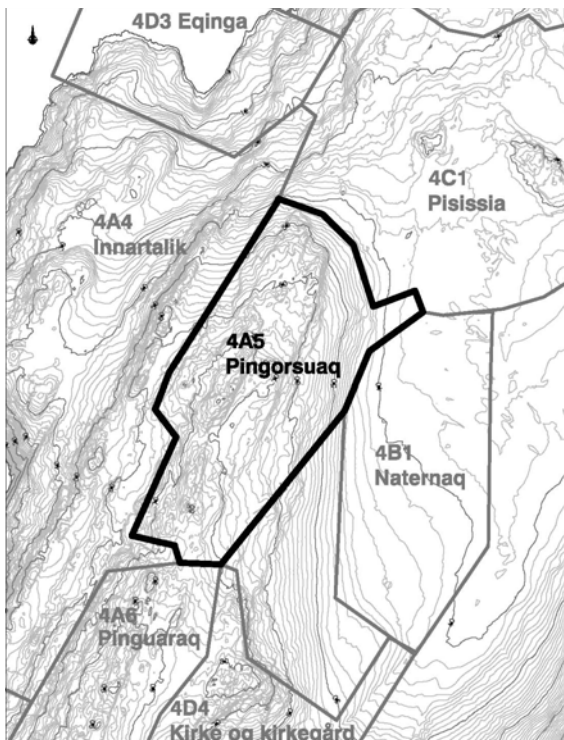 4D3 Eqinga
4C1
Pisissia
4A4
Innartalik
4A5
Pingorsuaq
4B1
Naternaq
4A6
Pinguaraq
4D4
Kirke og kirkegård